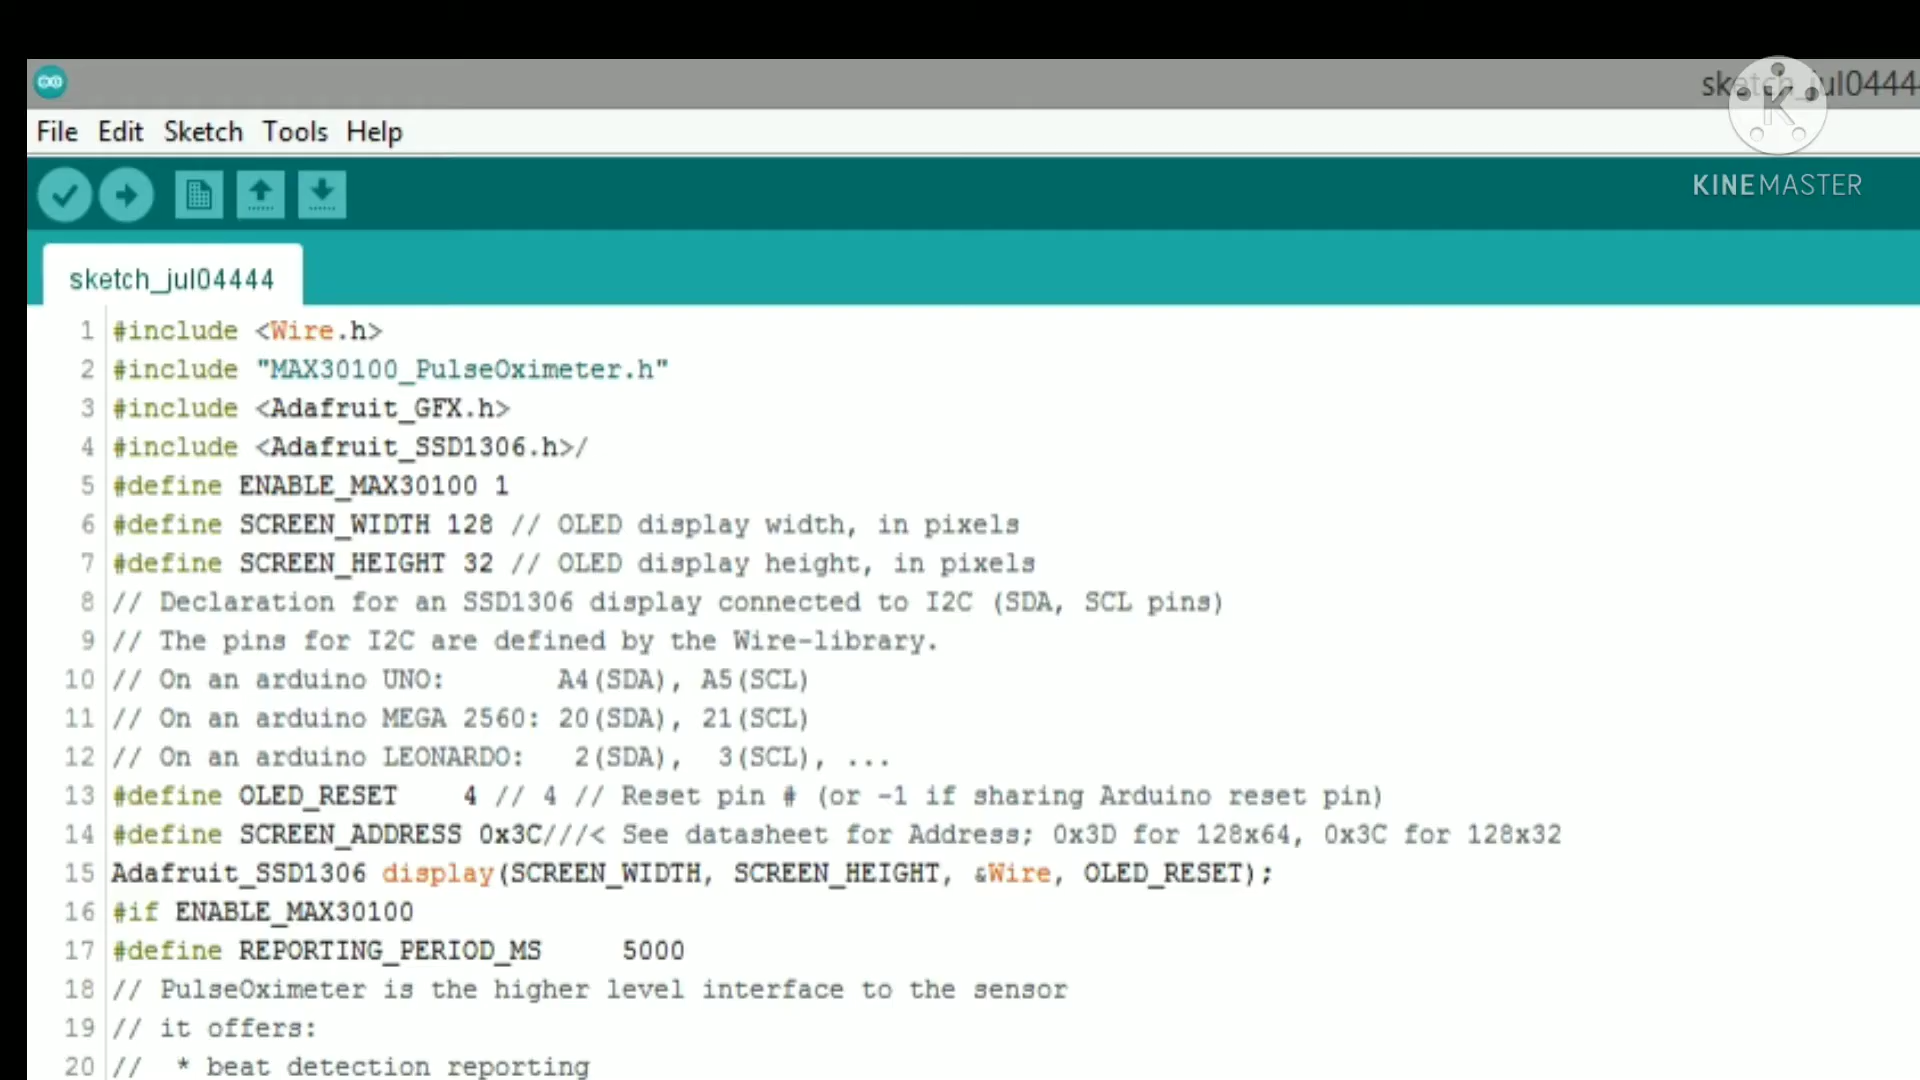 sketch_jul0444
KINEMASTER
File Edit Sketch Tools Help
sketch_jul04444
1 #include <Wire.h>
2 #include "MAX30100_PulseOximeter.h"
3 #include <Adafruit_GFX.h>
4 #include <Adafruit_SSD1306.h>/
5 #define ENABLE_MAX30100 1
6 #define SCREEN_WIDTH 128 // OLED display width, in pixels
7 #define SCREEN_HEIGHT 32 // OLED display height, in pixels
8 // Declaration for an SSD1306 display connected to I2C (SDA, SCL pins)
9 // The pins for I2C are defined by the Wire-library.
10 // On an arduino UNO:       A4(SDA), A5(SCL)
11 // On an arduino MEGA 2560: 20(SDA), 21(SCL)
12 // On an arduino LEONARDO:   2(SDA),  3(SCL), ...
13 #define OLED_RESET    4 // 4 // Reset pin # (or -1 if sharing Arduino reset pin)
14 #define SCREEN_ADDRESS 0x3C///< See datasheet for Address; 0x3D for 128x64, 0x3C for 128x32
15 Adafruit_SSD1306 display(SCREEN_WIDTH, SCREEN_HEIGHT, &Wire, OLED_RESET);
16 #if ENABLE_MAX30100
17 #define REPORTING_PERIOD_MS     5000
18 // PulseOximeter is the higher level interface to the sensor
19 // it offers:
20 //  * beat detection reporting